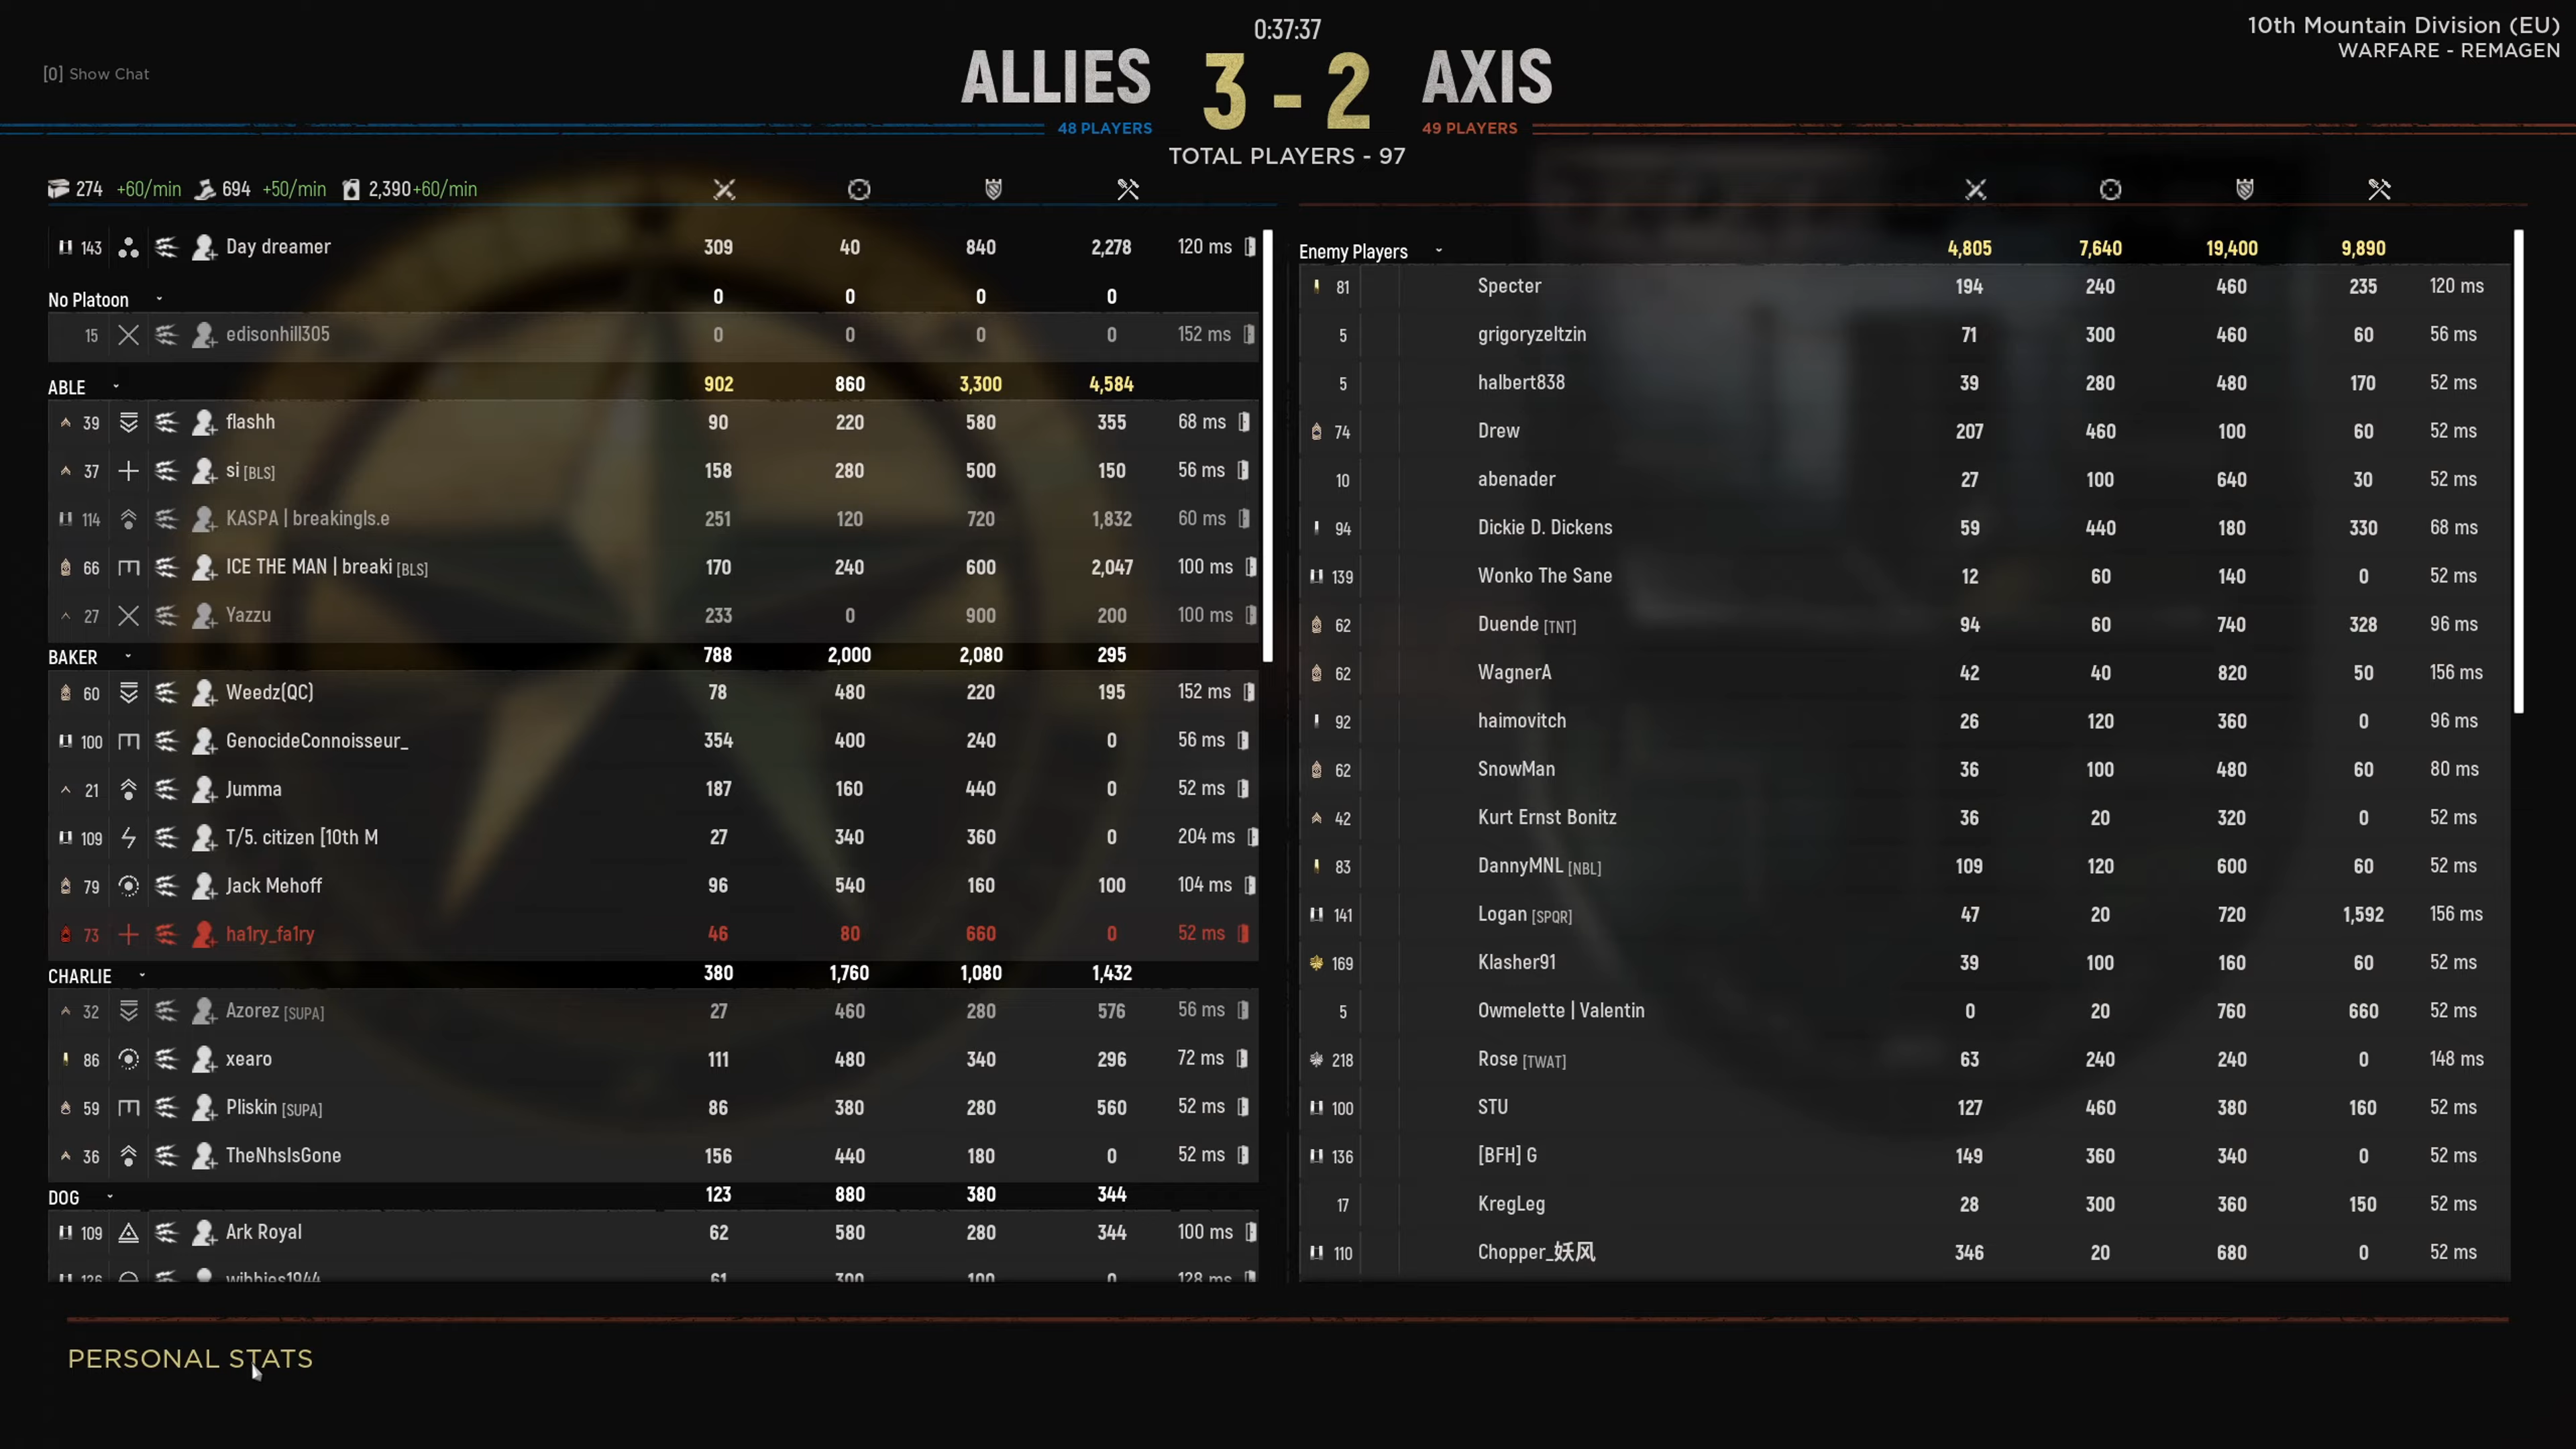 0:37:37
10th Mountain Division (EU)
WARFARE - REMAGEN
[O] Show Chat
ALLIES 3 - 2 AXIS
48 PLAYERS 49 PLAYERS
TOTAL PLAYERS - 97
274 +60/min 694 +50/min 2,390 +60/min
143 Day dreamer 309 40 840 2,278 120 ms
No Platoon 0 0 0 0
15 edisonhill305 0 0 0 0 152 ms
ABLE 902 860 3,300 4,584
39 flashh 90 220 580 355 68 ms
37 si [BLS] 158 280 500 150 56 ms
114 KASPA | breakingls.e 251 120 720 1,832 60 ms
66 ICE THE MAN | breaki [BLS] 170 240 600 2,047 100 ms
27 Yazzu 233 0 900 200 100 ms
BAKER 788 2,000 2,080 295
60 Weedz(QC) 78 480 220 195 152 ms
100 GenocideConnoisseur_ 354 400 240 0 56 ms
21 Jumma 187 160 440 0 52 ms
109 T/5. citizen [10th M 27 340 360 0 204 ms
79 Jack Mehoff 96 540 160 100 104 ms
73 ha1ry_fa1ry 46 80 660 0 52 ms
CHARLIE 380 1,760 1,080 1,432
32 Azorez [SUPA] 27 460 280 576 56 ms
86 xearo 111 480 340 296 72 ms
59 Pliskin [SUPA] 86 380 280 560 52 ms
36 TheNhsIsGone 156 440 180 0 52 ms
DOG 123 880 380 344
109 Ark Royal 62 580 280 344 100 ms
126 wibbies1944 61 300 100 0 128 ms
Enemy Players 4,805 7,640 19,400 9,890
81 Specter 194 240 460 235 120 ms
5 grigoryzeltzin 71 300 460 60 56 ms
5 halbert838 39 280 480 170 52 ms
74 Drew 207 460 100 60 52 ms
10 abenader 27 100 640 30 52 ms
94 Dickie D. Dickens 59 440 180 330 68 ms
139 Wonko The Sane 12 60 140 0 52 ms
62 Duende [TNT] 94 60 740 328 96 ms
62 WagnerA 42 40 820 50 156 ms
92 haimovitch 26 120 360 0 96 ms
62 SnowMan 36 100 480 60 80 ms
42 Kurt Ernst Bonitz 36 20 320 0 52 ms
83 DannyMNL [NBL] 109 120 600 60 52 ms
141 Logan [SPQR] 47 20 720 1,592 156 ms
169 Klasher91 39 100 160 60 52 ms
5 Owmelette | Valentin 0 20 760 660 52 ms
218 Rose [TWAT] 63 240 240 0 148 ms
100 STU 127 460 380 160 52 ms
136 [BFH] G 149 360 340 0 52 ms
17 KregLeg 28 300 360 150 52 ms
110 Chopper_妖风 346 20 680 0 52 ms
PERSONAL STATS